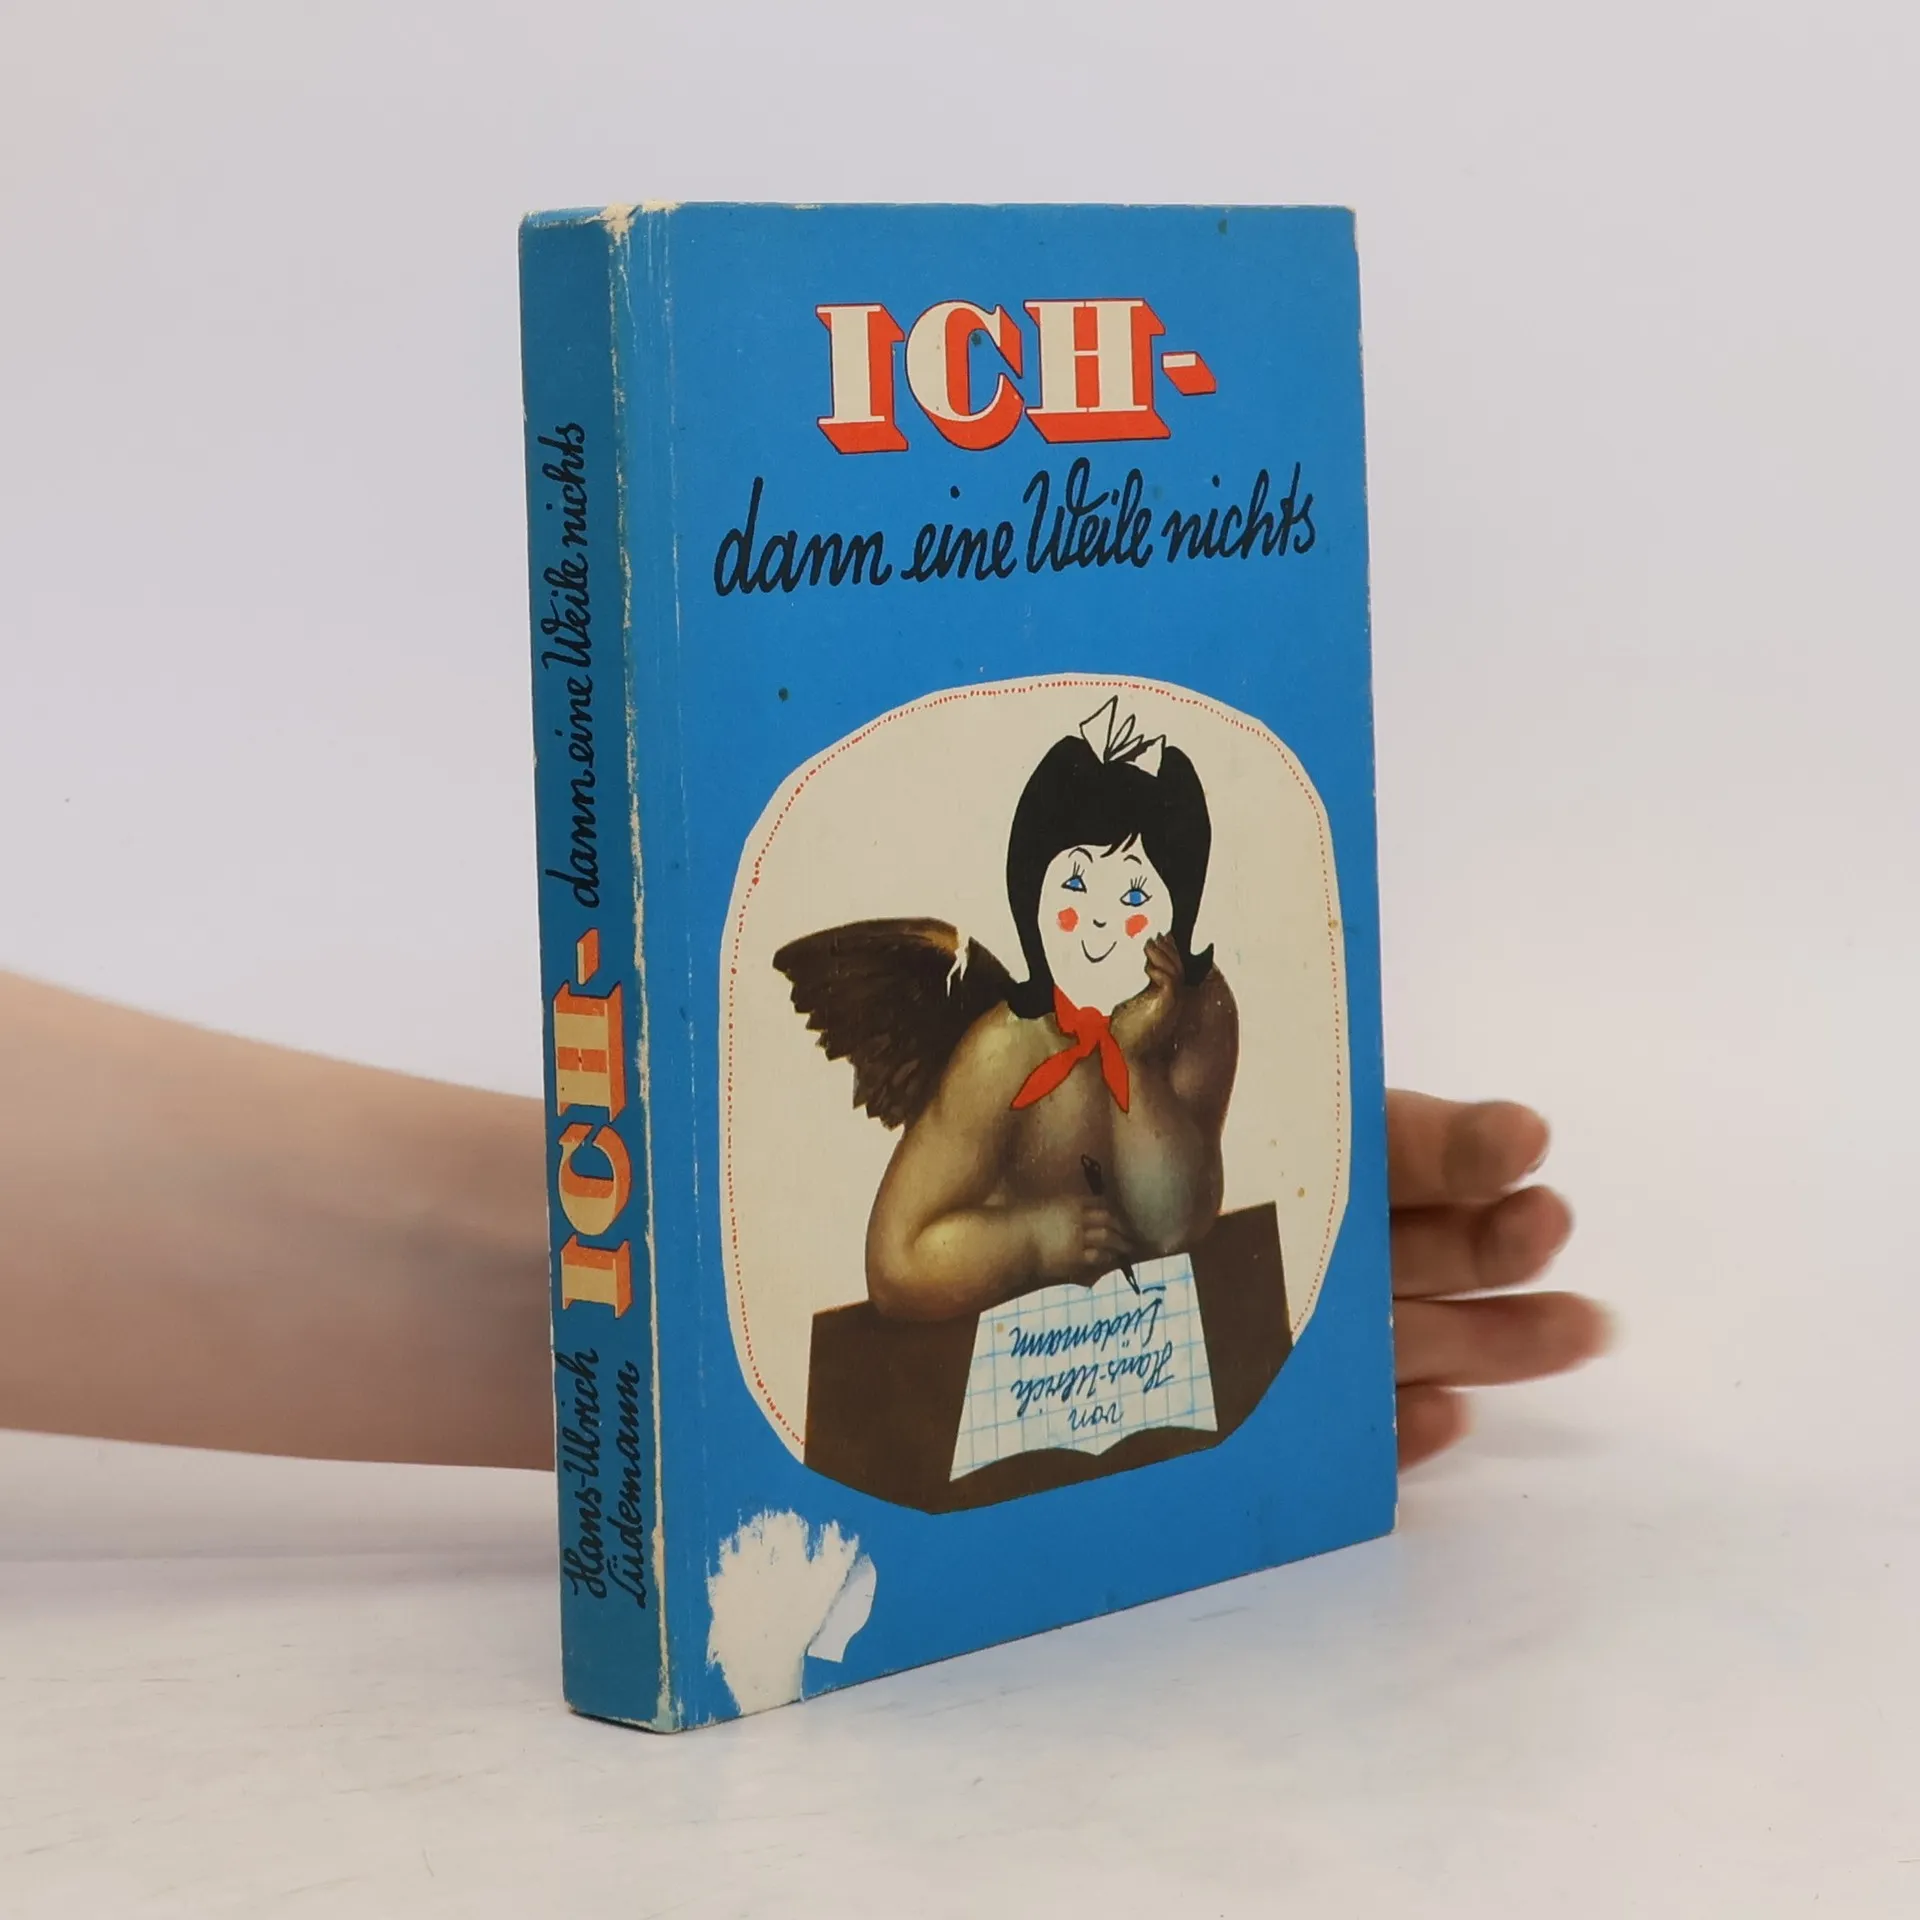 ICH-
dann eine Weile nichts
von
Hans-Ulrich
Lüdemann
Hans-Ulrich
Lüdemann
ICH- dann eine Weile nichts